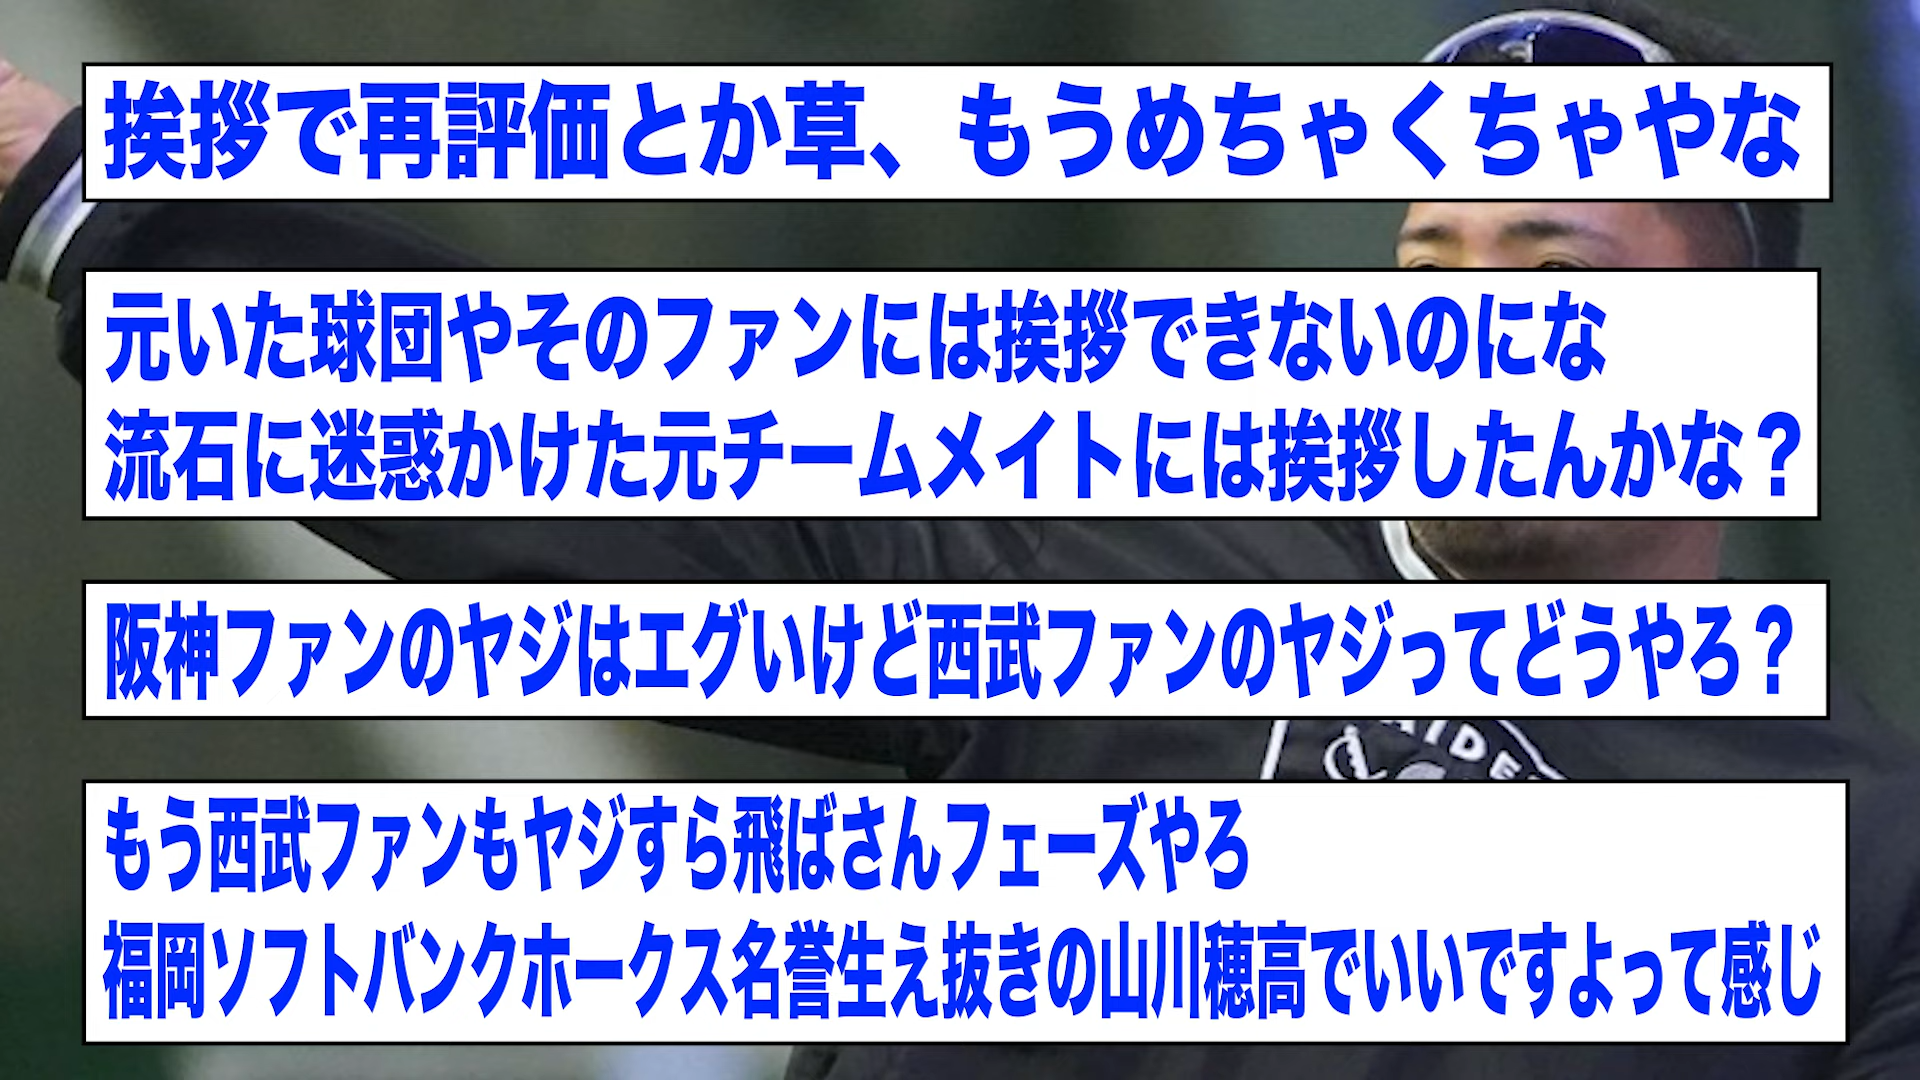 挨拶で再評価とか草、もうめちゃくちゃやな
元いた球団やそのファンには挨拶できないのにな
流石に迷惑かけた元チームメイトには挨拶したんかな？
阪神ファンのヤジはエグいけど西武ファンのヤジってどうやろ？
もう西武ファンもヤジすら飛ばさんフェーズやろ
福岡ソフトバンクホークス名誉生え抜きの山川穂高でいいですよって感じ